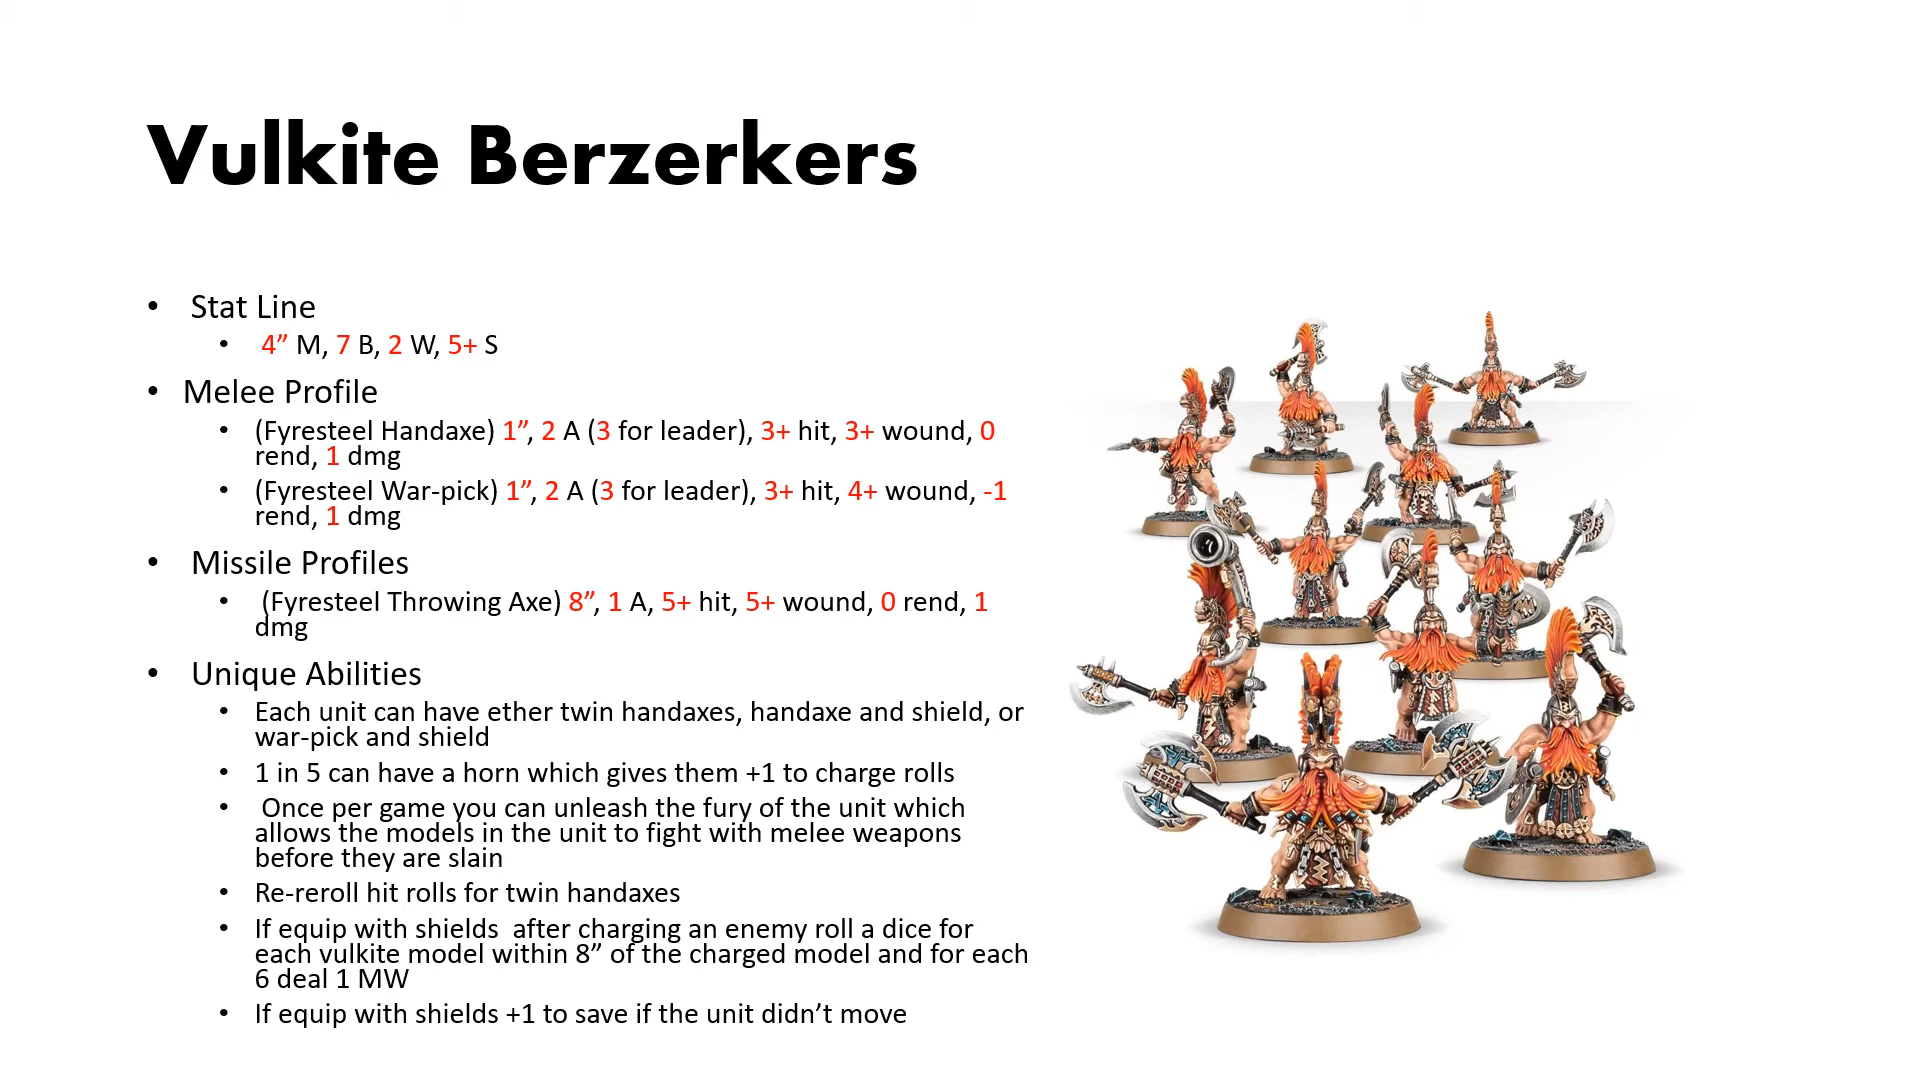 Vulkite Berzerkers
• Stat Line
• 4” M, 7 B, 2 W, 5+ S
• Melee Profile
• (Fyresteel Handaxe) 1”, 2 A (3 for leader), 3+ hit, 3+ wound, 0
rend, 1 dmg
• (Fyresteel War-pick) 1”, 2 A (3 for leader), 3+ hit, 4+ wound, -1
rend, 1 dmg
• Missile Profiles
• (Fyresteel Throwing Axe) 8”, 1 A, 5+ hit, 5+ wound, 0 rend, 1
dmg
• Unique Abilities
• Each unit can have ether twin handaxes, handaxe and shield, or
war-pick and shield
• 1 in 5 can have a horn which gives them +1 to charge rolls
• Once per game you can unleash the fury of the unit which
allows the models in the unit to fight with melee weapons
before they are slain
• Re-reroll hit rolls for twin handaxes
• If equip with shields after charging an enemy roll a dice for
each vulkite model within 8” of the charged model and for each
6 deal 1 MW
• If equip with shields +1 to save if the unit didn’t move